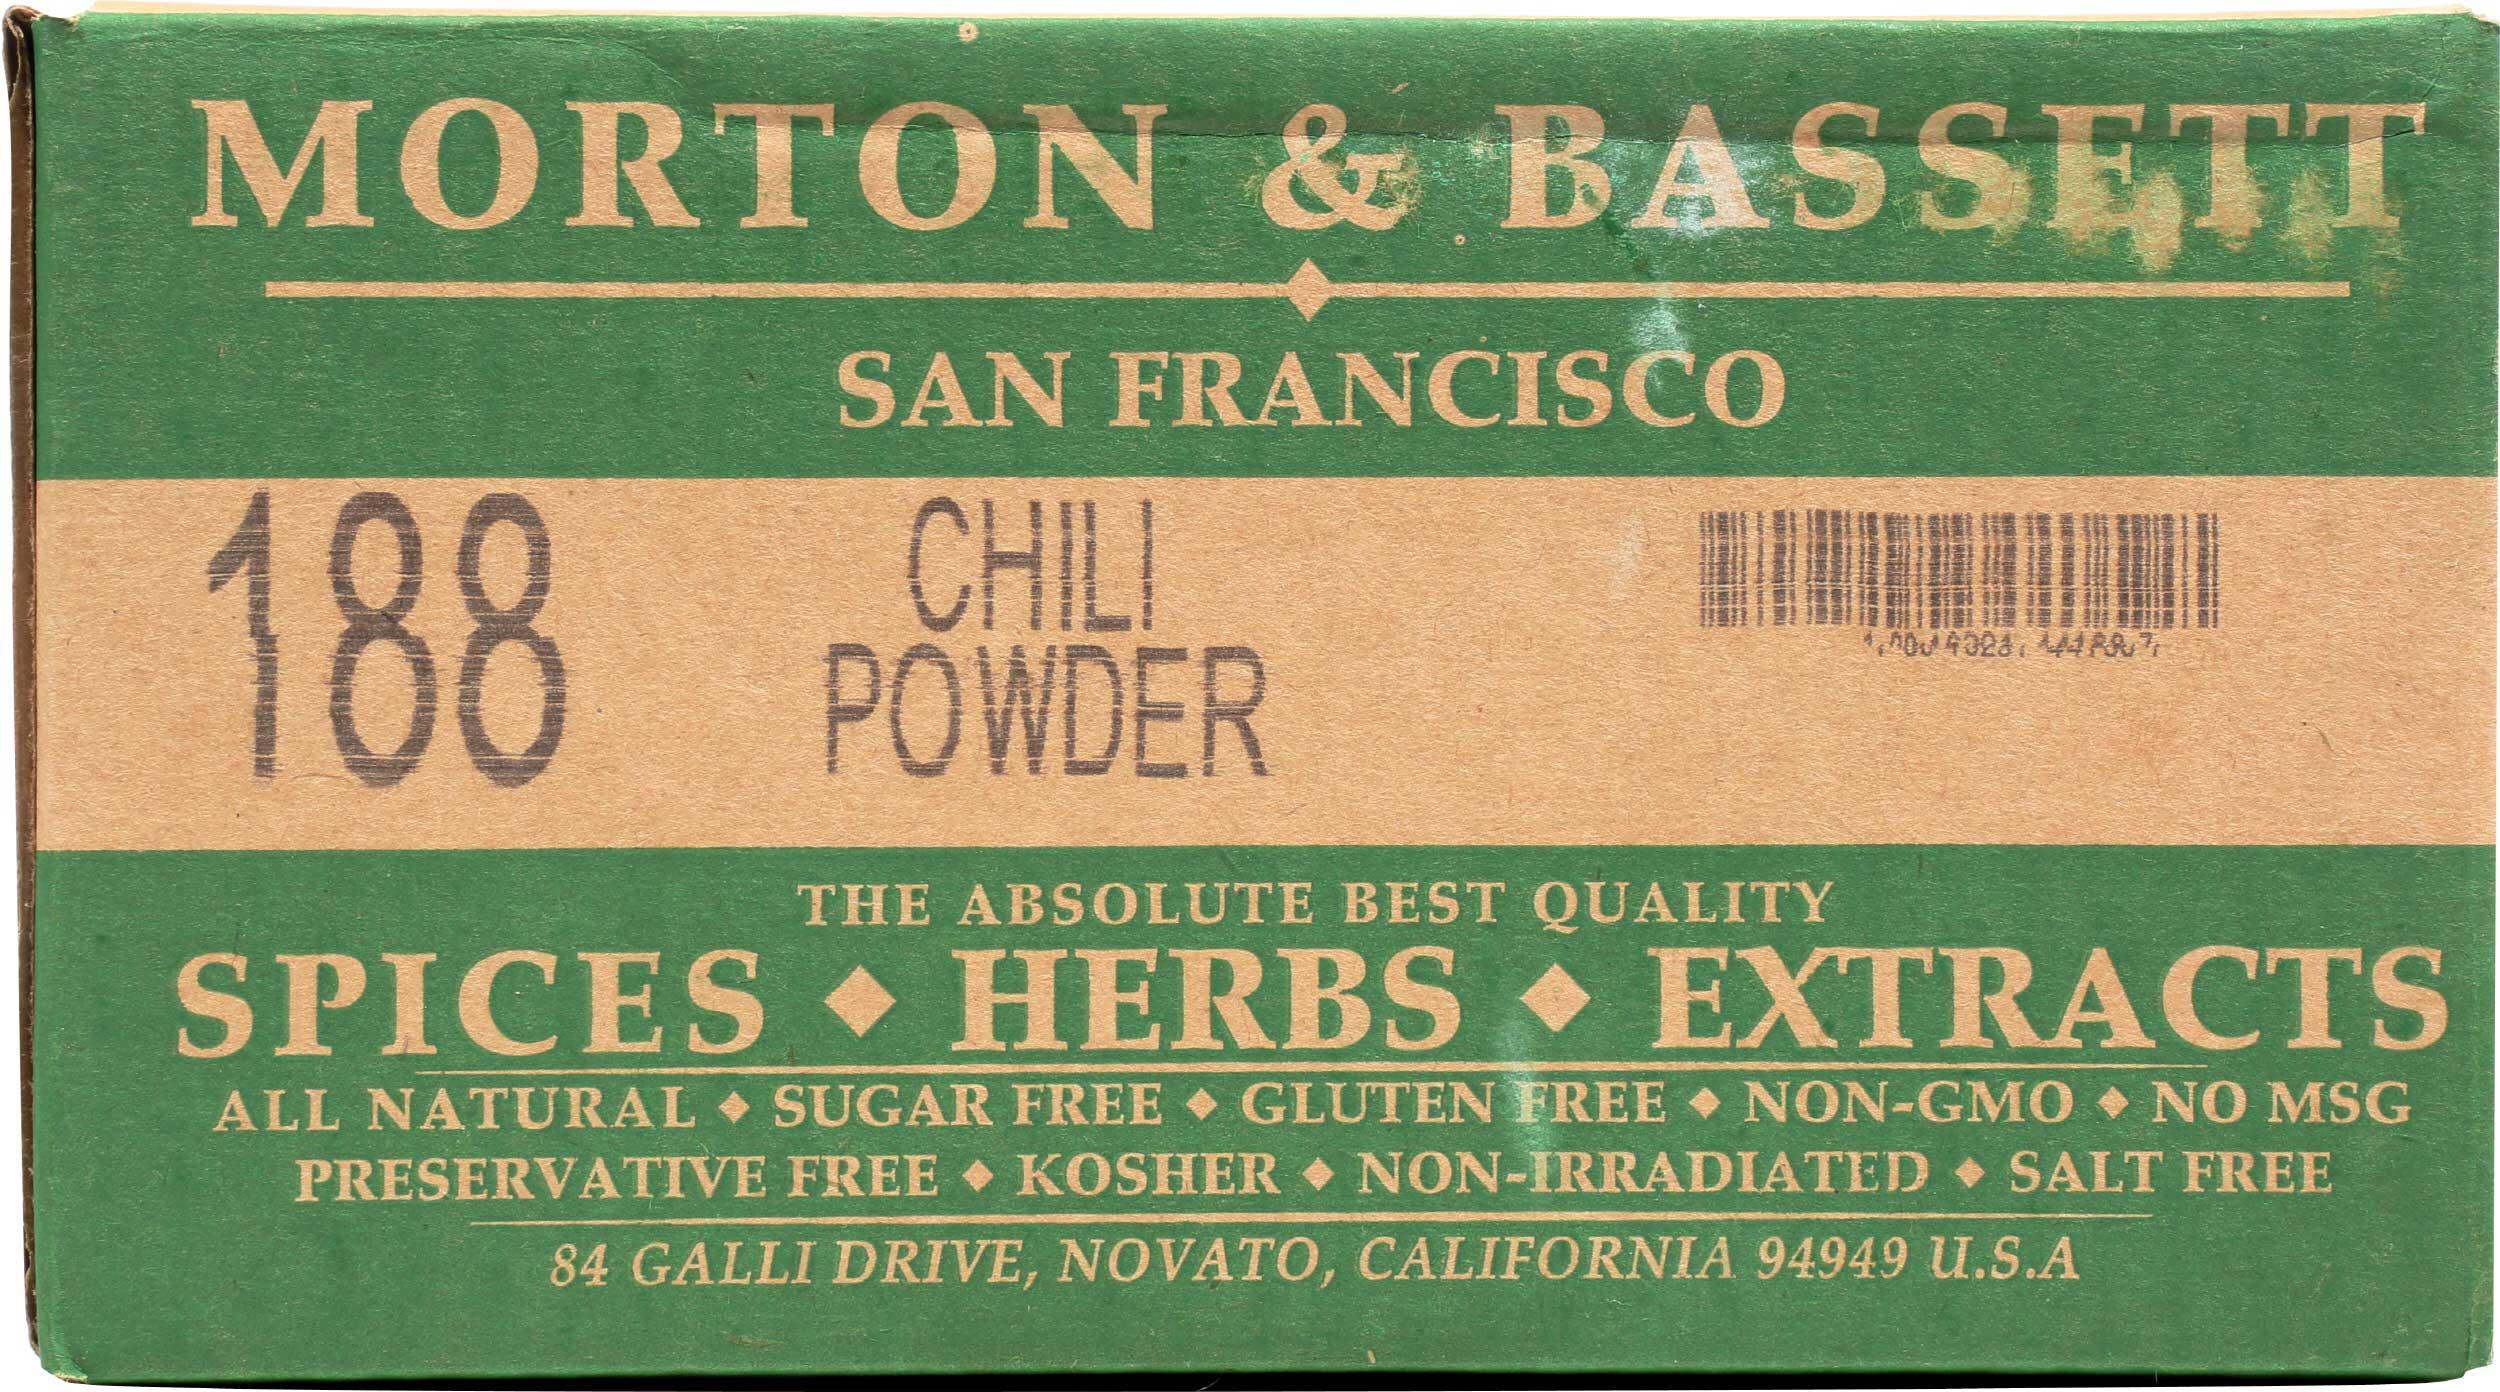 MORTON & BASSETT
SAN FRANCISCO
188
CHILI
POWDER
THE ABSOLUTE BEST QUALITY
SPICES ◆ HERBS ◆ EXTRACTS
ALL NATURAL ◆ SUGAR FREE ◆ GLUTEN FREE ◆ NON-GMO ◆ NO MSG
PRESERVATIVE FREE ◆ KOSHER ◆ NON-IRRADIATED ◆ SALT FREE
84 GALLI DRIVE, NOVATO, CALIFORNIA 94949 U.S.A